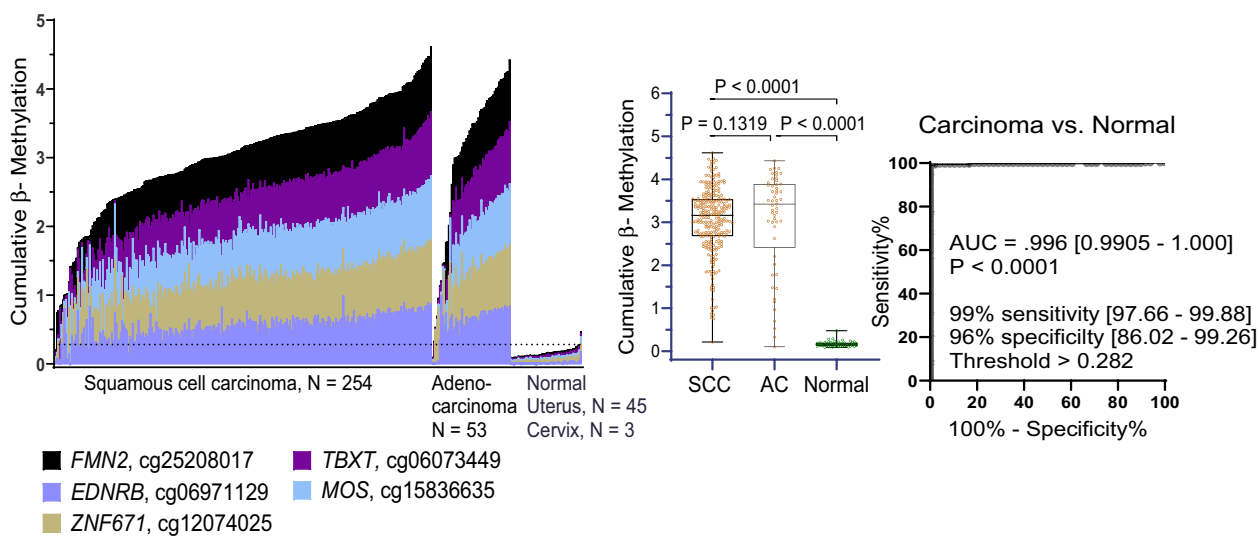 Cumulative β- Methylation
5
4
3
2
1
0
Squamous cell carcinoma, N = 254
Adeno-
carcinoma
N = 53
Normal
Uterus, N = 45
Cervix, N = 3
FMN2, cg25208017
EDNRB, cg06971129
ZNF671, cg12074025
TBXT, cg06073449
MOS, cg15836635
Cumulative β- Methylation
6
5
4
3
2
1
0
P < 0.0001
P = 0.1319
P < 0.0001
SCC
AC
Normal
Carcinoma vs. Normal
Sensitivity%
100
80
60
40
20
0
AUC = .996 [0.9905 - 1.000]
P < 0.0001
99% sensitivity [97.66 - 99.88]
96% specificilty [86.02 - 99.26]
Threshold > 0.282
0 20 40 60 80 100
100% - Specificity%